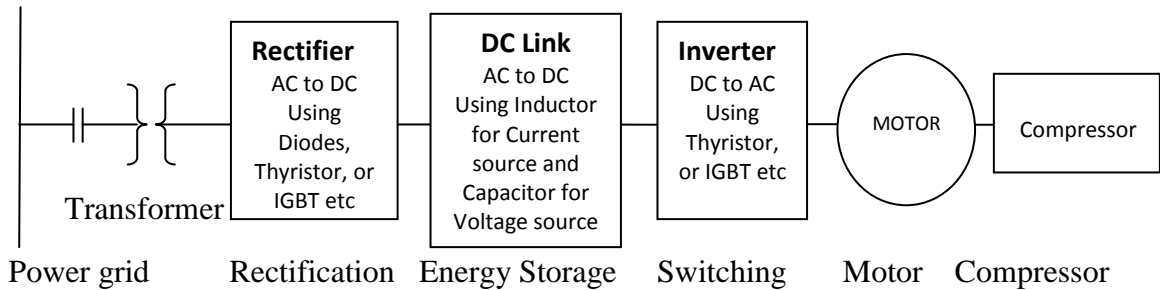 Rectifier
AC to DC
Using
Diodes,
Thyristor, or
IGBT etc
DC Link
AC to DC
Using Inductor
for Current
source and
Capacitor for
Voltage source
Inverter
DC to AC
Using
Thyristor,
or IGBT etc
MOTOR
Compressor
Transformer
Power grid
Rectification
Energy Storage
Switching
Motor
Compressor